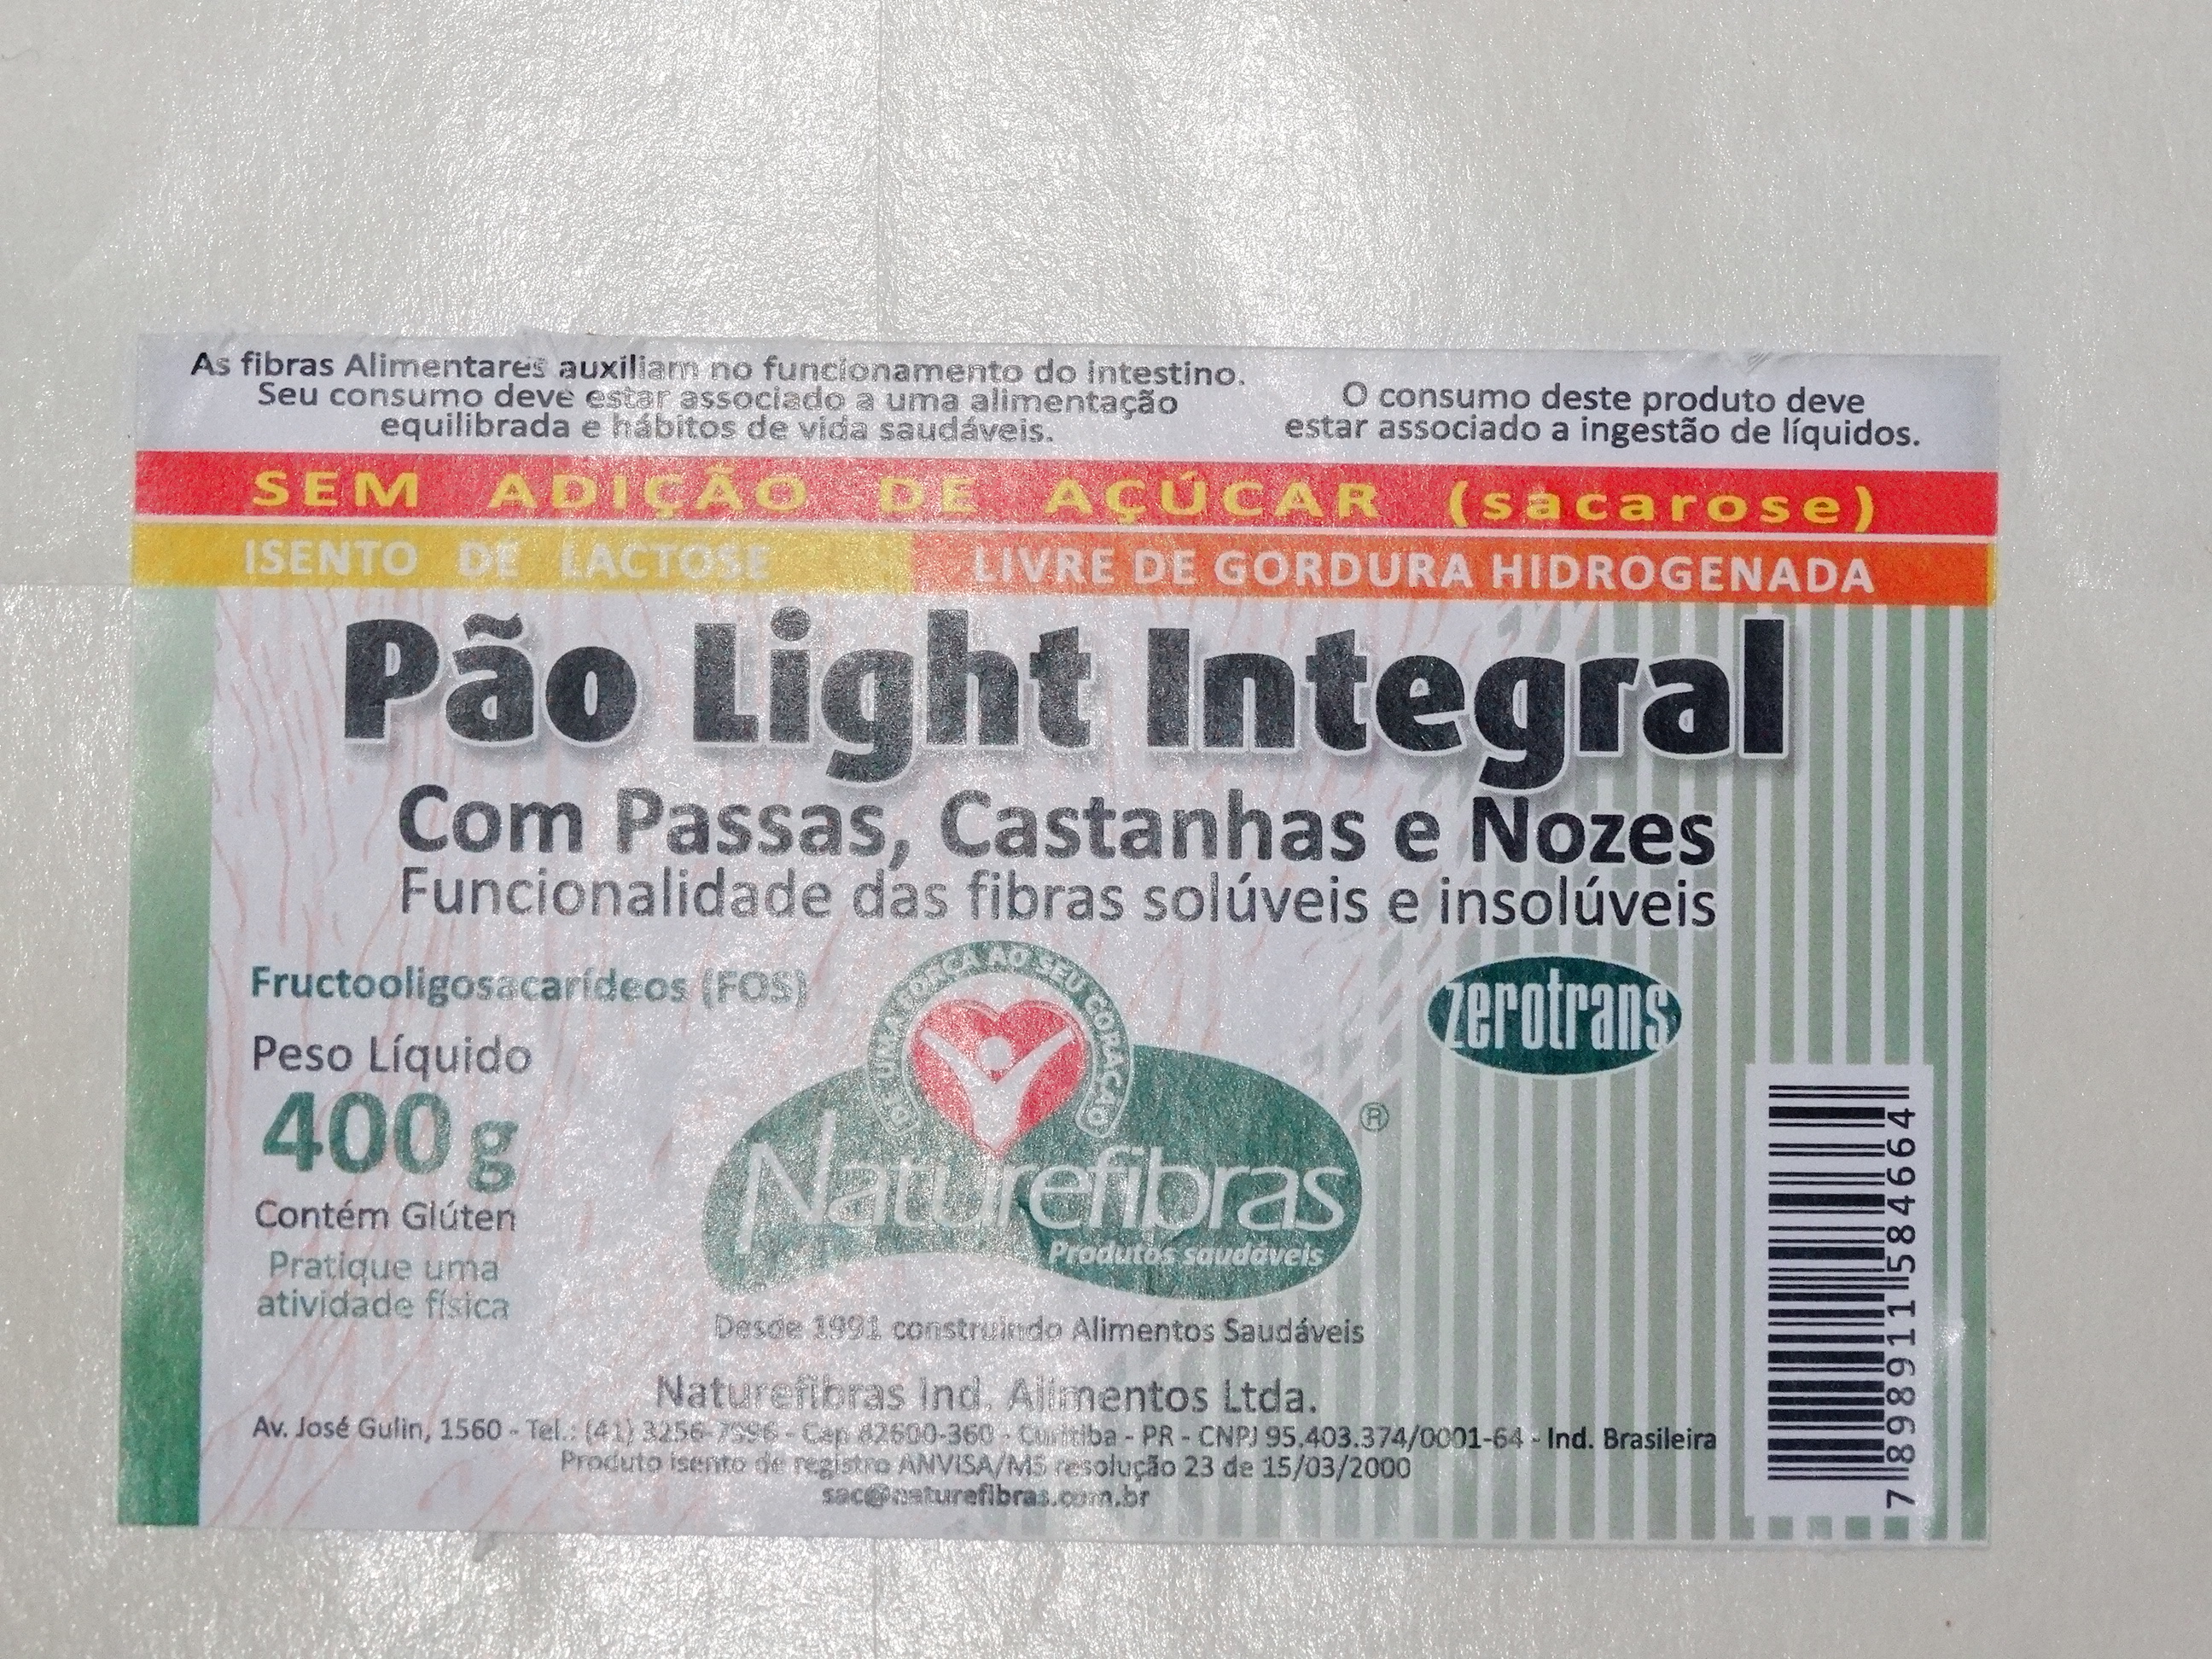 As fibras Alimentares auxiliam no funcionamento do intestino.
Seu consumo deve estar associado a uma alimentação
equilibrada e hábitos de vida saudáveis.
O consumo deste produto deve
estar associado a ingestão de líquidos.
SEM ADIÇÃO DE AÇÚCAR (sacarose)
ISENTO DE LACTOSE
LIVRE DE GORDURA HIDROGENADA
Pão Light Integral
Com Passas, Castanhas e Nozes
Funcionalidade das fibras solúveis e insolúveis
Fructooligosacarídeos (FOS)
Peso Líquido
400 g
Contém Glúten
Pratique uma
atividade física
DE UMA FORÇA AO SEU CORAÇÃO
Naturefibras ®
Produtos saudáveis
zerotrans
Desde 1991 construindo Alimentos Saudáveis
Naturefibras Ind. Alimentos Ltda.
Av. José Gulin, 1560 - Tel.: (41) 3256-7996 - Cep 82600-360 - Curitiba - PR - CNPJ 95.403.374/0001-64 - Ind. Brasileira
Produto isento de registro ANVISA/MS resolução 23 de 15/03/2000
sac@naturefibras.com.br
7 898911 584664